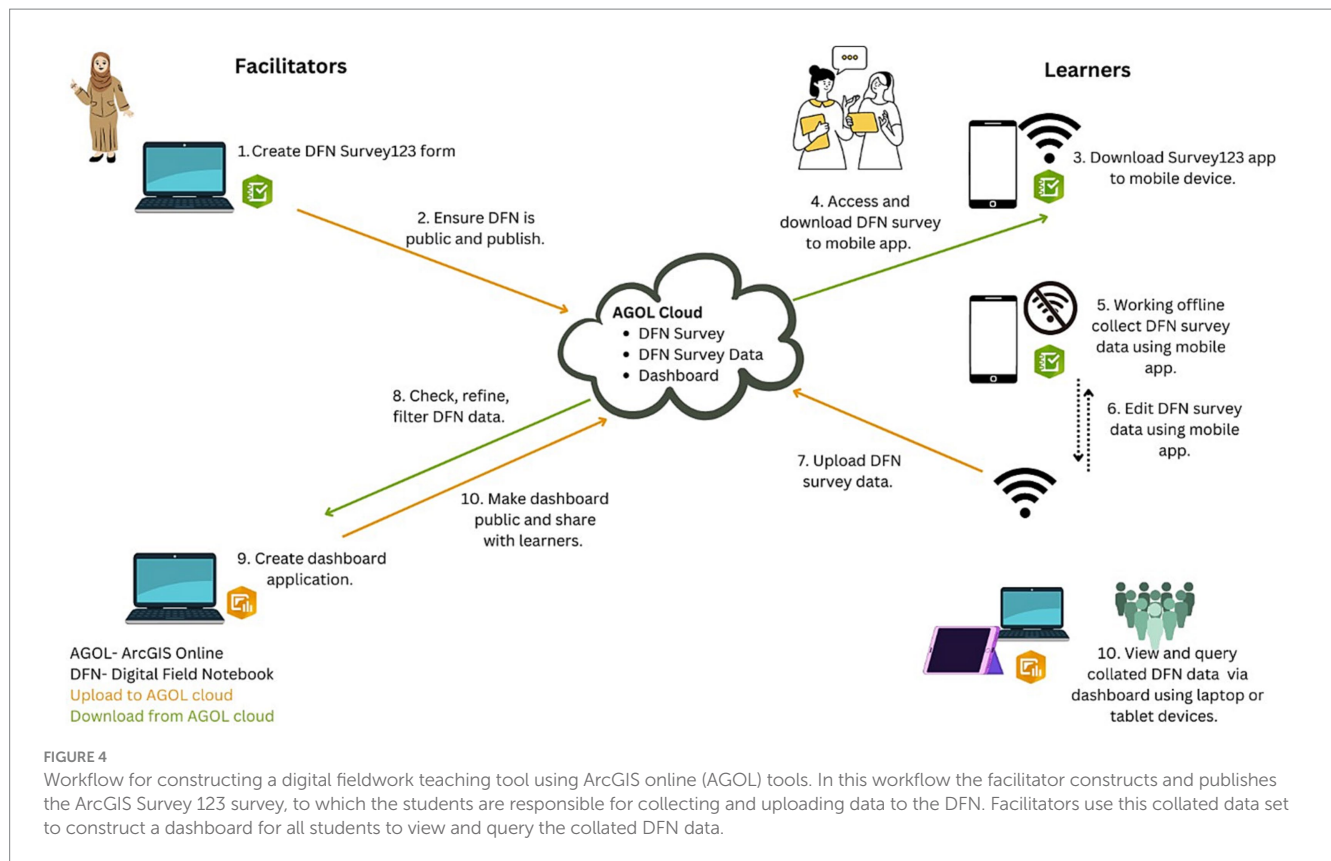 Facilitators
Learners
1. Create DFN Survey123 form
2. Ensure DFN is
public and publish.
3. Download Survey123 app
to mobile device.
4. Access and
download DFN survey
to mobile app.
AGOL Cloud
• DFN Survey
• DFN Survey Data
• Dashboard
5. Working offline
collect DFN survey
data using mobile
app.
6. Edit DFN survey
data using mobile
app.
7. Upload DFN
survey data.
8. Check, refine,
filter DFN data.
9. Create dashboard
application.
10. Make dashboard
public and share
with learners.
10. View and query
collated DFN data via
dashboard using laptop or
tablet devices.
AGOL- ArcGIS Online
DFN- Digital Field Notebook
Upload to AGOL cloud
Download from AGOL cloud
FIGURE 4
Workflow for constructing a digital fieldwork teaching tool using ArcGIS online (AGOL) tools. In this workflow the facilitator constructs and publishes
the ArcGIS Survey 123 survey, to which the students are responsible for collecting and uploading data to the DFN. Facilitators use this collated data set
to construct a dashboard for all students to view and query the collated DFN data.